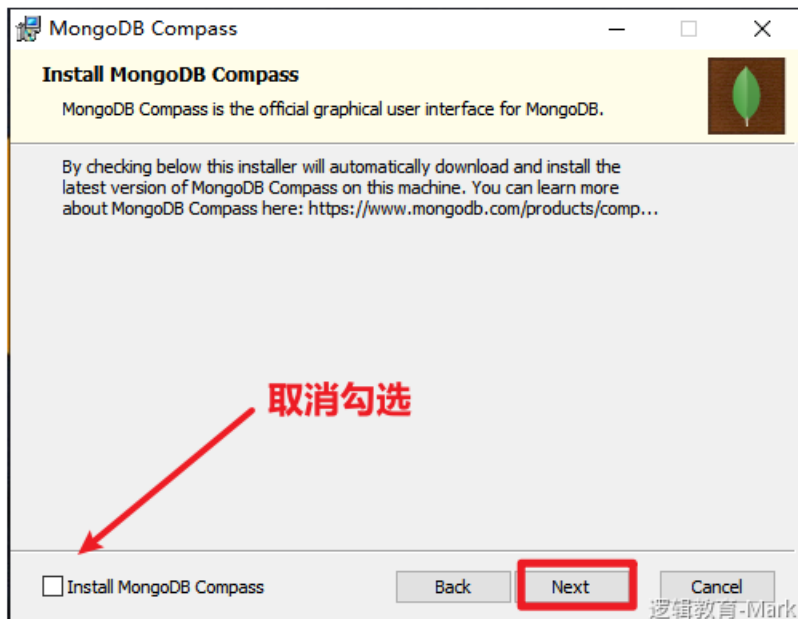 MongoDB Compass
Install MongoDB Compass
MongoDB Compass is the official graphical user interface for MongoDB.
By checking below this installer will automatically download and install the
latest version of MongoDB Compass on this machine. You can learn more
about MongoDB Compass here: https://www.mongodb.com/products/comp...
取消勾选
Install MongoDB Compass
Back
Next
Cancel
逻辑教育-Mark